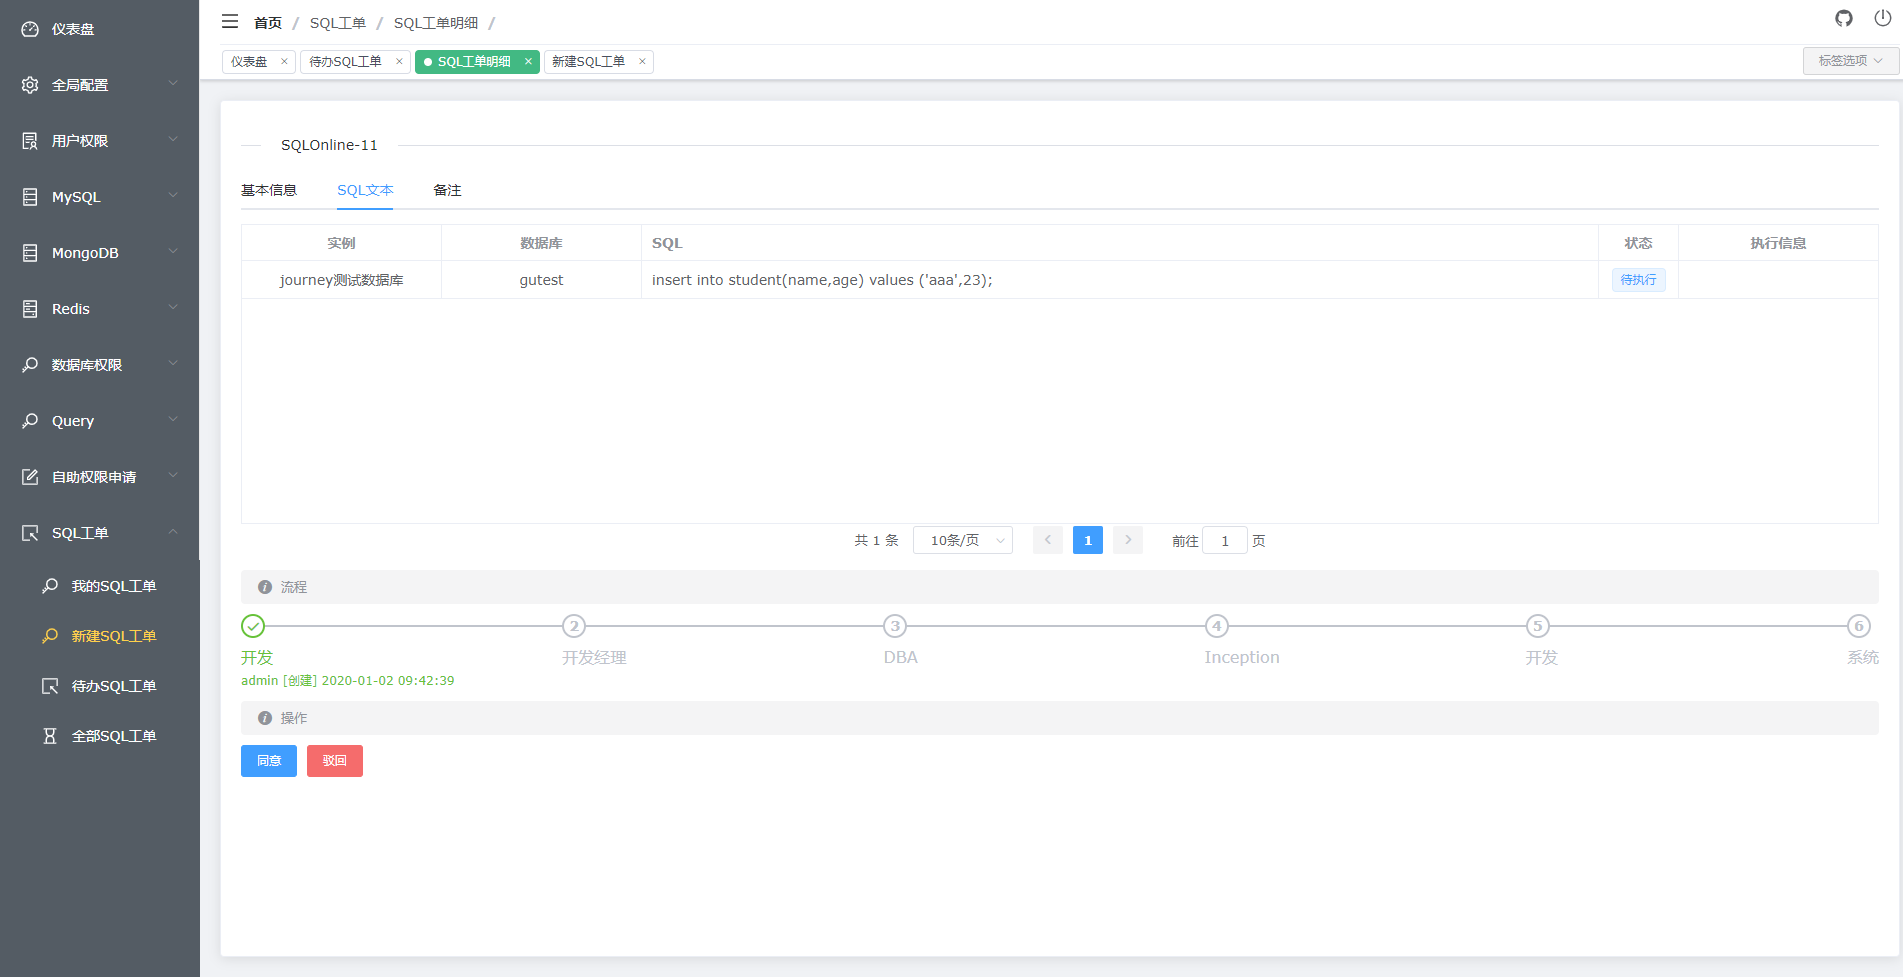 仪表盘
全局配置
用户权限
MySQL
MongoDB
Redis
数据库权限
Query
自助权限申请
SQL工单
我的SQL工单
新建SQL工单
待办SQL工单
全部SQL工单
首页 / SQL工单 / SQL工单明细 /
仪表盘 × 待办SQL工单 × SQL工单明细 × 新建SQL工单 × 标签选项
SQLOnline-11
基本信息 SQL文本 备注
实例 数据库 SQL 状态 执行信息
journey测试数据库 gutest insert into student(name,age) values ('aaa',23); 待执行
共 1 条 10条/页 < 1 > 前往 1 页
流程
2 3 4 5 6
开发 开发经理 DBA Inception 开发 系统
admin [创建] 2020-01-02 09:42:39
操作
同意 驳回